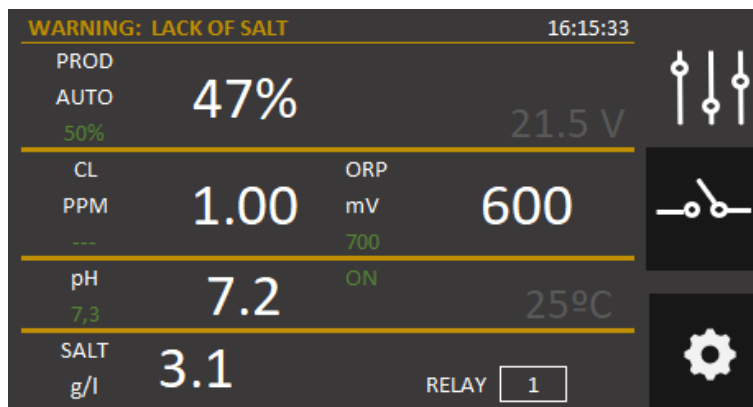 WARNING: LACK OF SALT 16:15:33
PROD
AUTO 47%
50% 21.5 V
CL ORP
PPM 1.00 mV 600
--- 700
pH 7.2 ON
7,3 25ºC
SALT 3.1
g/l RELAY 1